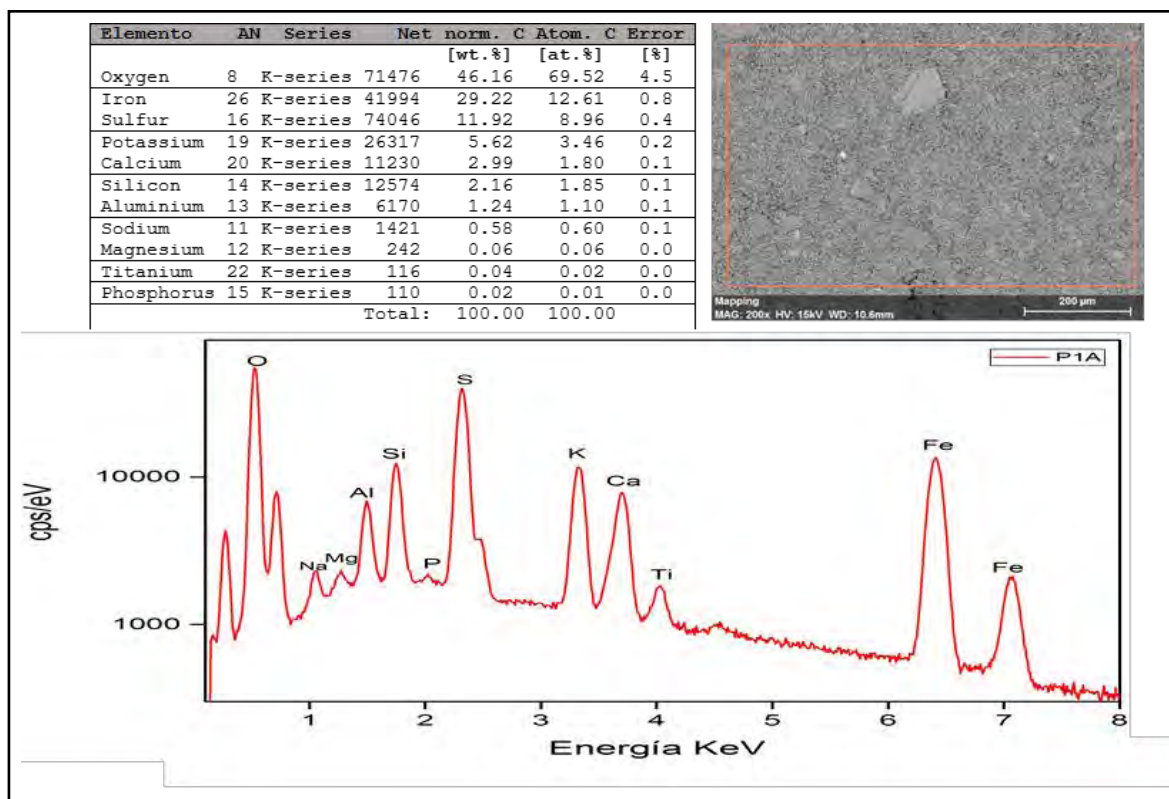 Elemento AN Series Net norm. C Atom. C Error
[wt.%] [at.%] [%]
Oxygen 8 K-series 71476 46.16 69.52 4.5
Iron 26 K-series 41994 29.22 12.61 0.8
Sulfur 16 K-series 74046 11.92 8.96 0.4
Potassium 19 K-series 26317 5.62 3.46 0.2
Calcium 20 K-series 11230 2.99 1.80 0.1
Silicon 14 K-series 12574 2.16 1.85 0.1
Aluminium 13 K-series 6170 1.24 1.10 0.1
Sodium 11 K-series 1421 0.58 0.60 0.1
Magnesium 12 K-series 242 0.06 0.06 0.0
Titanium 22 K-series 116 0.04 0.02 0.0
Phosphorus 15 K-series 110 0.02 0.01 0.0
Total: 100.00 100.00
Mapping
MAG: 200x HV: 15kV WD: 10.6mm
200 µm
P1A
O
S
Si
Al
Na
Mg
P
K
Ca
Ti
Fe
Fe
10000
1000
cps/eV
1 2 3 4 5 6 7 8
Energía KeV